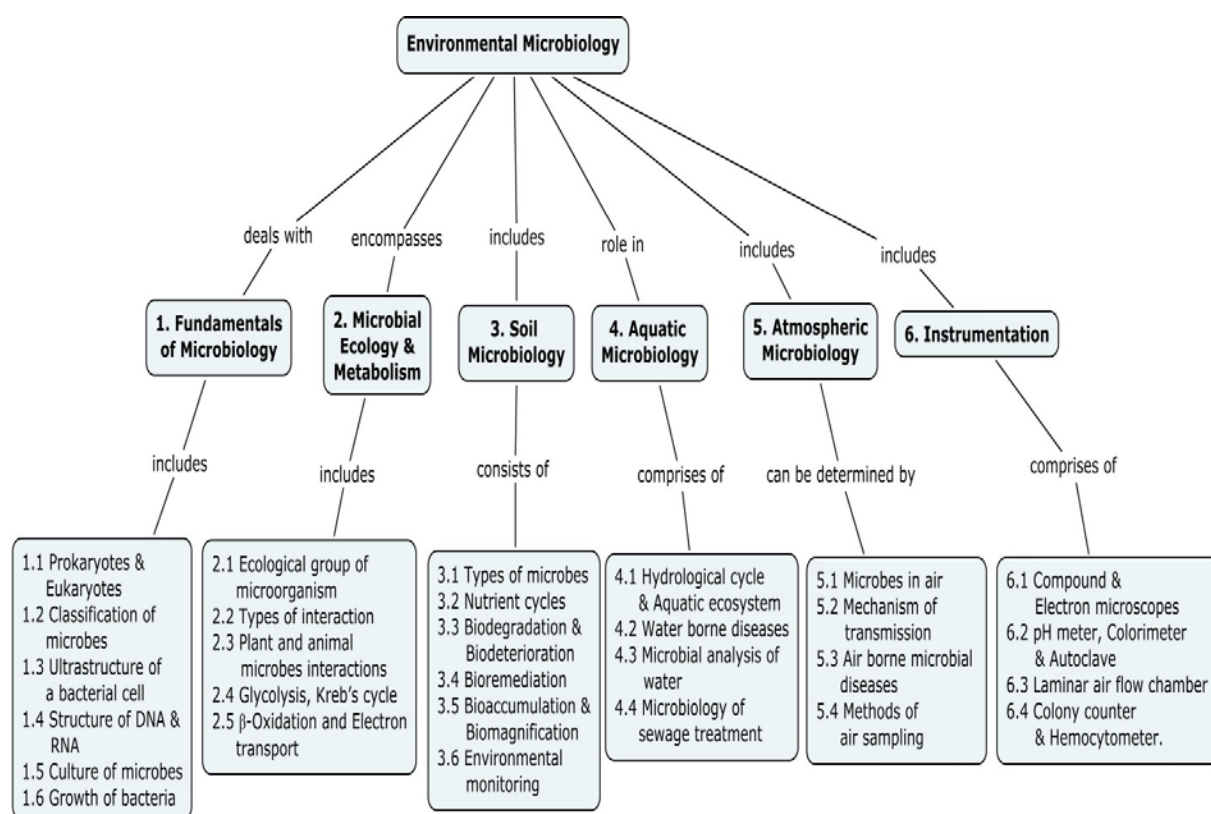 Environmental Microbiology
deals with
encompasses
includes
role in
includes
includes
1. Fundamentals
of Microbiology
2. Microbial
Ecology &
Metabolism
3. Soil
Microbiology
4. Aquatic
Microbiology
5. Atmospheric
Microbiology
6. Instrumentation
includes
includes
consists of
comprises of
can be determined by
comprises of
1.1 Prokaryotes &
Eukaryotes
1.2 Classification of
microbes
1.3 Ultrastructure of
a bacterial cell
1.4 Structure of DNA &
RNA
1.5 Culture of microbes
1.6 Growth of bacteria
2.1 Ecological group of
microorganism
2.2 Types of interaction
2.3 Plant and animal
microbes interactions
2.4 Glycolysis, Kreb's cycle
2.5 β-Oxidation and Electron
transport
3.1 Types of microbes
3.2 Nutrient cycles
3.3 Biodegradation &
Biodeterioration
3.4 Bioremediation
3.5 Bioaccumulation &
Biomagnification
3.6 Environmental
monitoring
4.1 Hydrological cycle
& Aquatic ecosystem
4.2 Water borne diseases
4.3 Microbial analysis of
water
4.4 Microbiology of
sewage treatment
5.1 Microbes in air
5.2 Mechanism of
transmission
5.3 Air borne microbial
diseases
5.4 Methods of
air sampling
6.1 Compound &
Electron microscopes
6.2 pH meter, Colorimeter
& Autoclave
6.3 Laminar air flow chamber
6.4 Colony counter
& Hemocytometer.